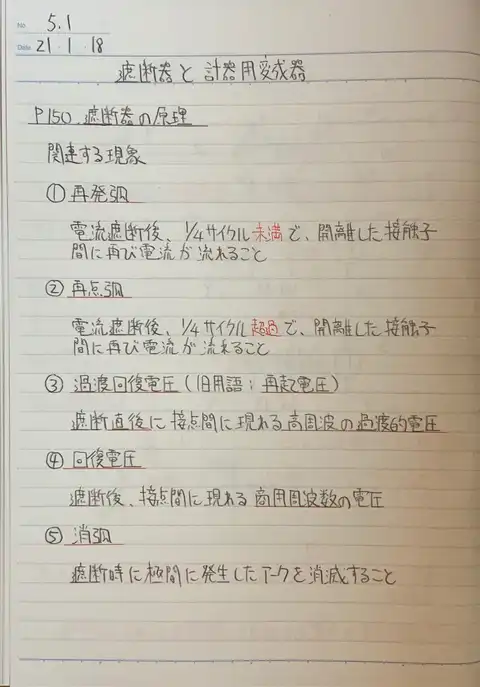 No. 5.1
Date 21・1・18
遮断器と計器用変成器
P150.遮断器の原理
関連する現象
①再発弧
電流遮断後、1/4サイクル未満で、開離した接触子
間に再び電流が流れること
②再点弧
電流遮断後、1/4サイクル超過で、開離した接触子
間に再び電流が流れること
③過渡回復電圧(旧用語;再起電圧)
遮断直後に接点間に現れる高周波の過渡的電圧
④回復電圧
遮断後、接点間に現れる商用周波数の電圧
⑤消弧
遮断時に極間に発生したアークを消滅すること